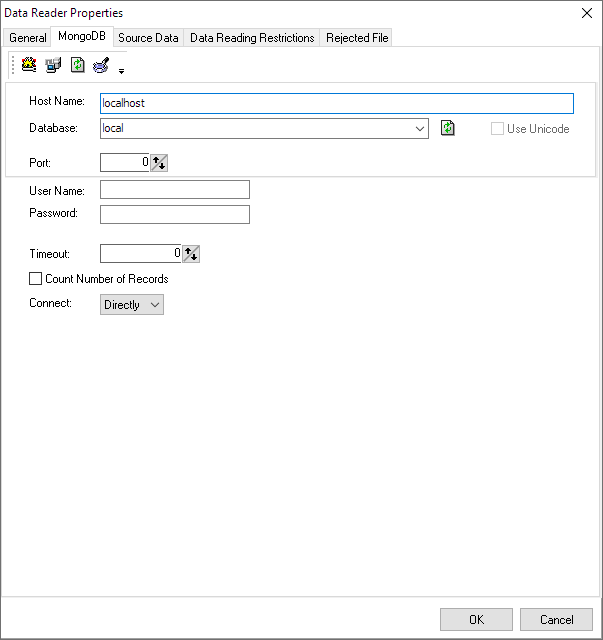 Data Reader Properties
General MongoDB Source Data Data Reading Restrictions Rejected File
Host Name: localhost
Database: local Use Unicode
Port: 0
User Name:
Password:
Timeout: 0
Count Number of Records
Connect: Directly
OK Cancel